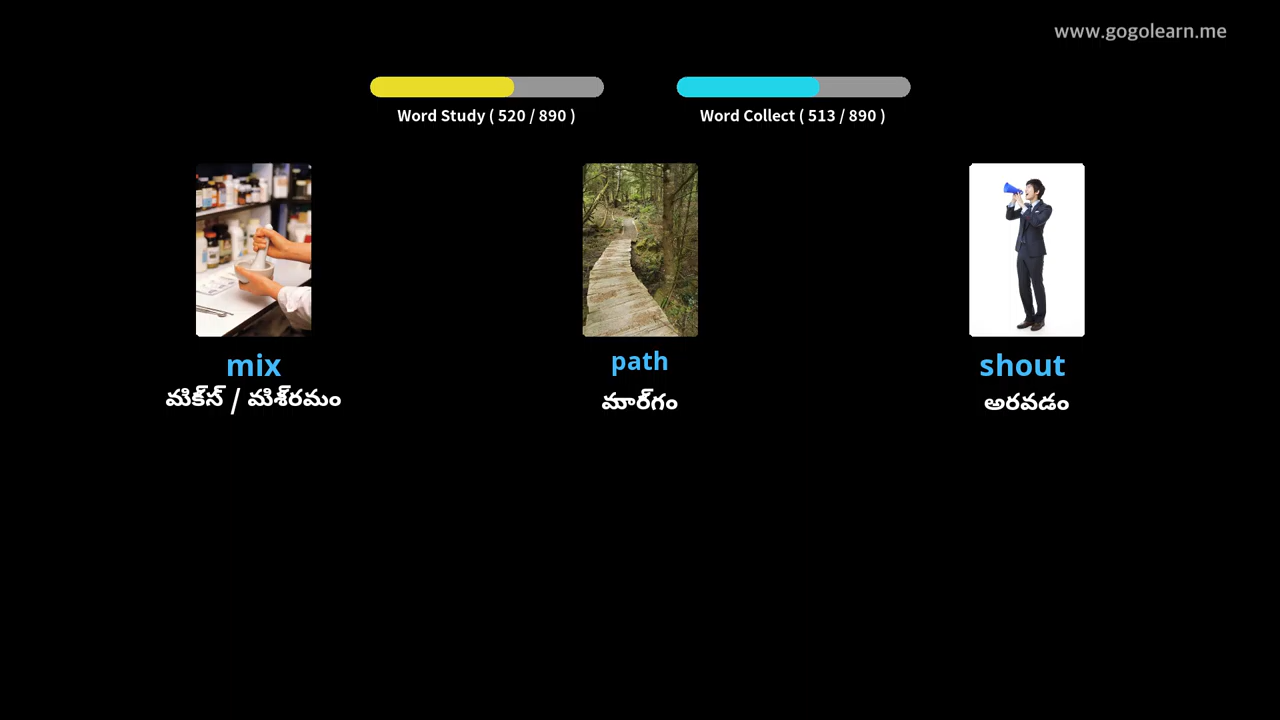 www.gogolearn.me
Word Study ( 520 / 890 )
Word Collect ( 513 / 890 )
mix
మిక్‌స్ / మిశ్‌రమం
path
మార్‌గం
shout
అరవడం